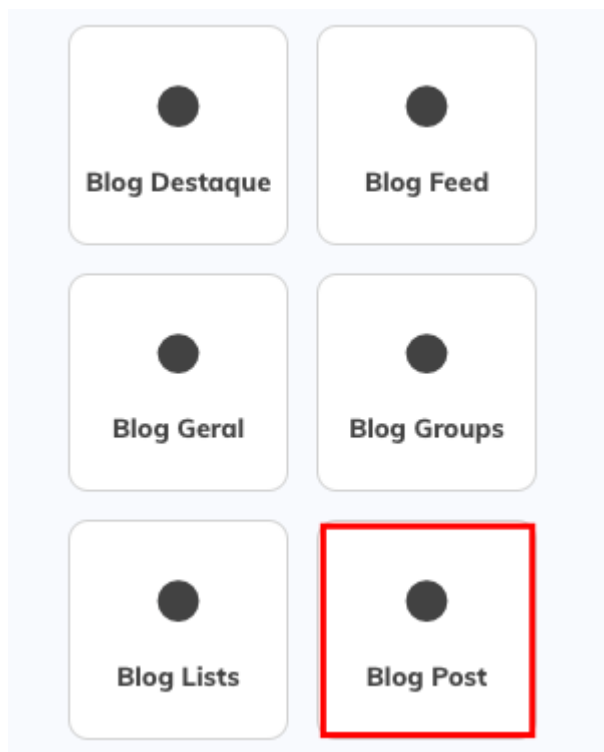 Blog Destaque
Blog Feed
Blog Geral
Blog Groups
Blog Lists
Blog Post